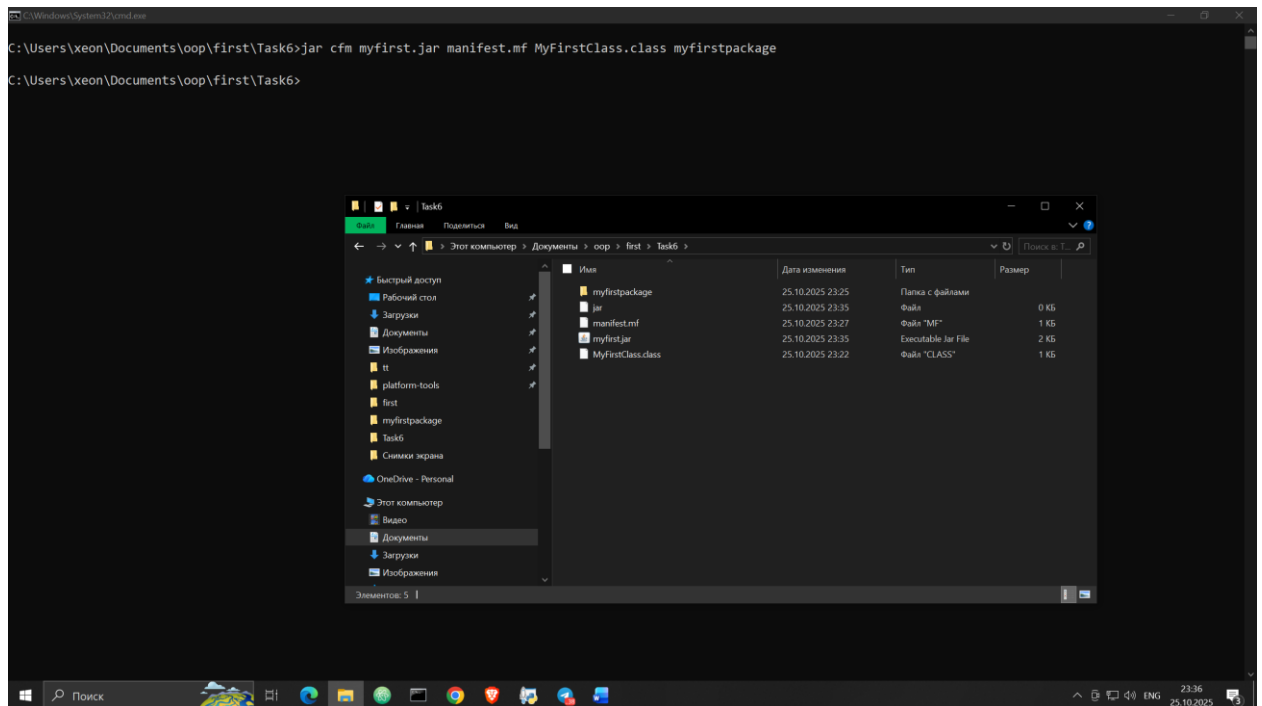 C:\Windows\System32\cmd.exe
C:\Users\xeon\Documents\oop\first\Task6>jar cfm myfirst.jar manifest.mf MyFirstClass.class myfirstpackage
C:\Users\xeon\Documents\oop\first\Task6>
Task6
Файл Главная Поделиться Вид
Этот компьютер > Документы > oop > first > Task6 >
Поиск в: T...
Быстрый доступ
Рабочий стол
Загрузки
Документы
Изображения
tt
platform-tools
first
myfirstpackage
Task6
Снимки экрана
OneDrive - Personal
Этот компьютер
Видео
Документы
Загрузки
Изображения
Имя Дата изменения Тип Размер
myfirstpackage 25.10.2025 23:25 Папка с файлами
jar 25.10.2025 23:35 Файл 0 КБ
manifest.mf 25.10.2025 23:27 Файл "MF" 1 КБ
myfirst.jar 25.10.2025 23:35 Executable Jar File 2 КБ
MyFirstClass.class 25.10.2025 23:22 Файл "CLASS" 1 КБ
Элементов: 5
Поиск
ENG
23:36
25.10.2025
3